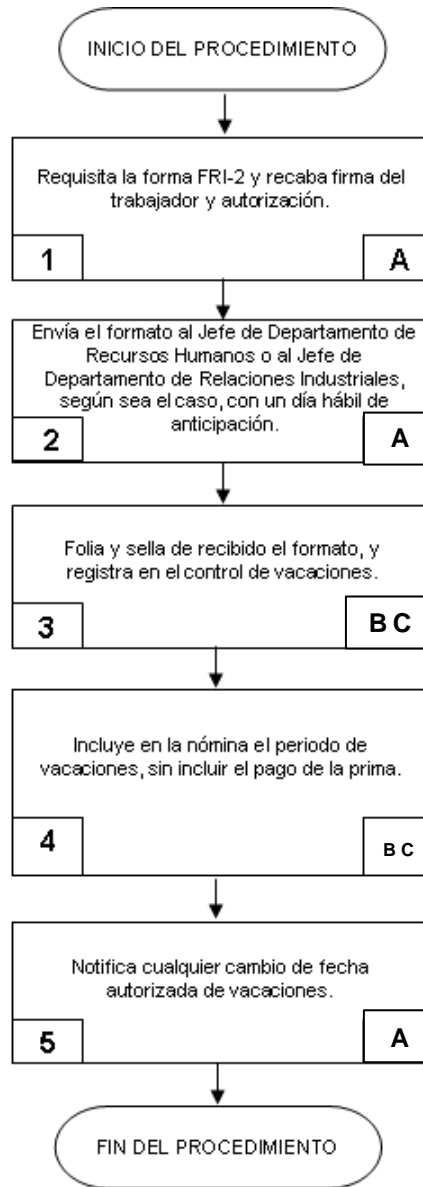 INICIO DEL PROCEDIMIENTO
Requisita la forma FRI-2 y recaba firma del
trabajador y autorización.
1
A
Envía el formato al Jefe de Departamento de
Recursos Humanos o al Jefe de
Departamento de Relaciones Industriales,
según sea el caso, con un día hábil de
anticipación.
2
A
Folia y sella de recibido el formato, y
registra en el control de vacaciones.
3
B C
Incluye en la nómina el periodo de
vacaciones, sin incluir el pago de la prima.
4
B C
Notifica cualquier cambio de fecha
autorizada de vacaciones.
5
A
FIN DEL PROCEDIMIENTO